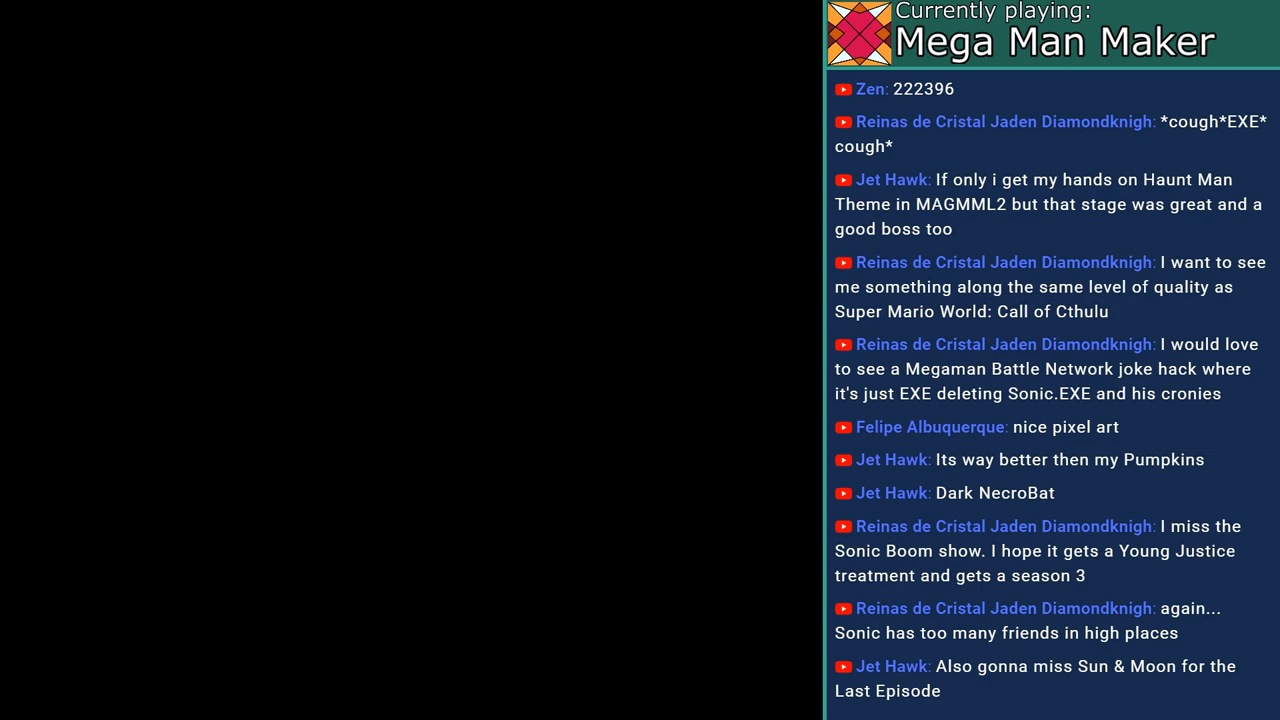 Currently playing:
Mega Man Maker
Zen: 222396
Reinas de Cristal Jaden Diamondknigh: *cough*EXE*
cough*
Jet Hawk: If only i get my hands on Haunt Man
Theme in MAGMML2 but that stage was great and a
good boss too
Reinas de Cristal Jaden Diamondknigh: I want to see
me something along the same level of quality as
Super Mario World: Call of Cthulu
Reinas de Cristal Jaden Diamondknigh: I would love
to see a Megaman Battle Network joke hack where
it's just EXE deleting Sonic.EXE and his cronies
Felipe Albuquerque: nice pixel art
Jet Hawk: Its way better then my Pumpkins
Jet Hawk: Dark NecroBat
Reinas de Cristal Jaden Diamondknigh: I miss the
Sonic Boom show. I hope it gets a Young Justice
treatment and gets a season 3
Reinas de Cristal Jaden Diamondknigh: again...
Sonic has too many friends in high places
Jet Hawk: Also gonna miss Sun & Moon for the
Last Episode